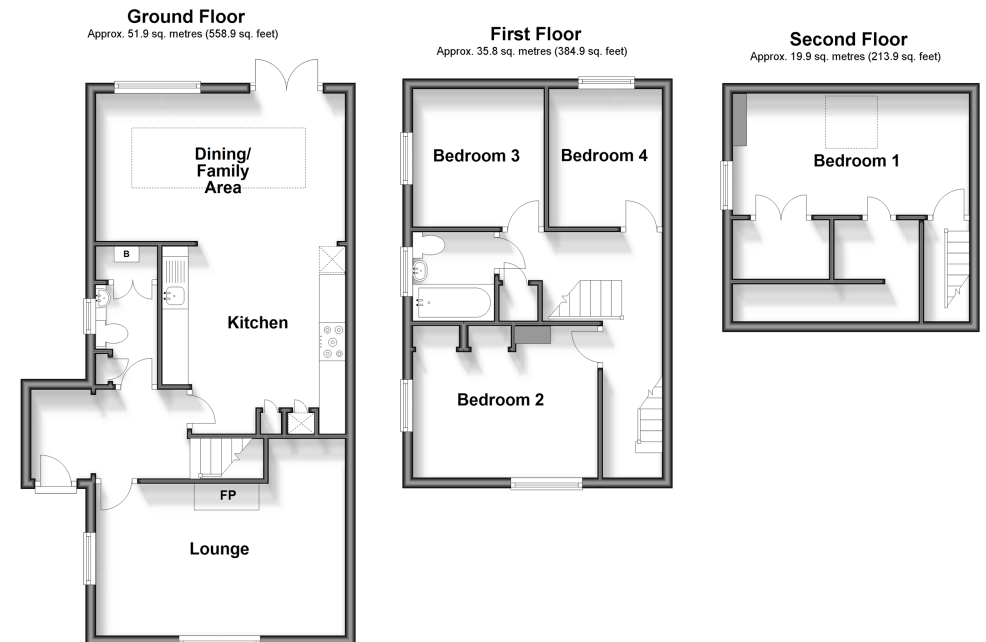 Ground Floor
Approx. 51.9 sq. metres (558.9 sq. feet)
Dining/
Family
Area
B
Kitchen
FP
Lounge
First Floor
Approx. 35.8 sq. metres (384.9 sq. feet)
Bedroom 3
Bedroom 4
Bedroom 2
Second Floor
Approx. 19.9 sq. metres (213.9 sq. feet)
Bedroom 1